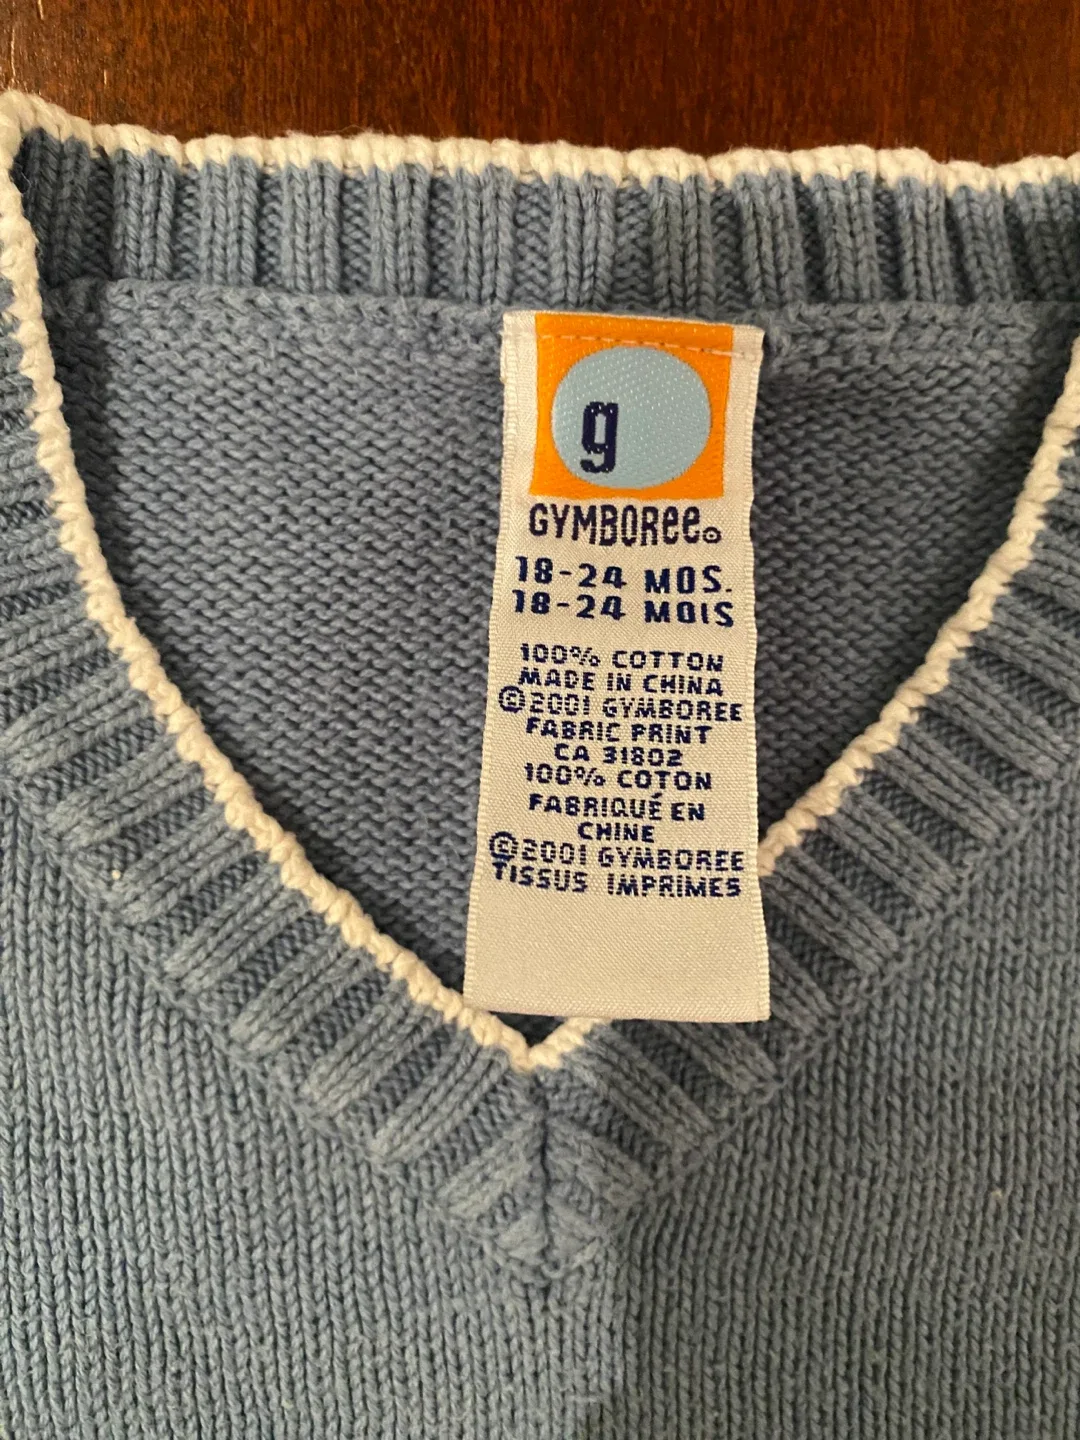 g
GYMBOREE®
18-24 MOS.
18-24 MOIS
100% COTTON
MADE IN CHINA
©2001 GYMBOREE
FABRIC PRINT
CA 31802
100% COTON
FABRIQUÉ EN
CHINE
©2001 GYMBOREE
TISSUS IMPRIMES